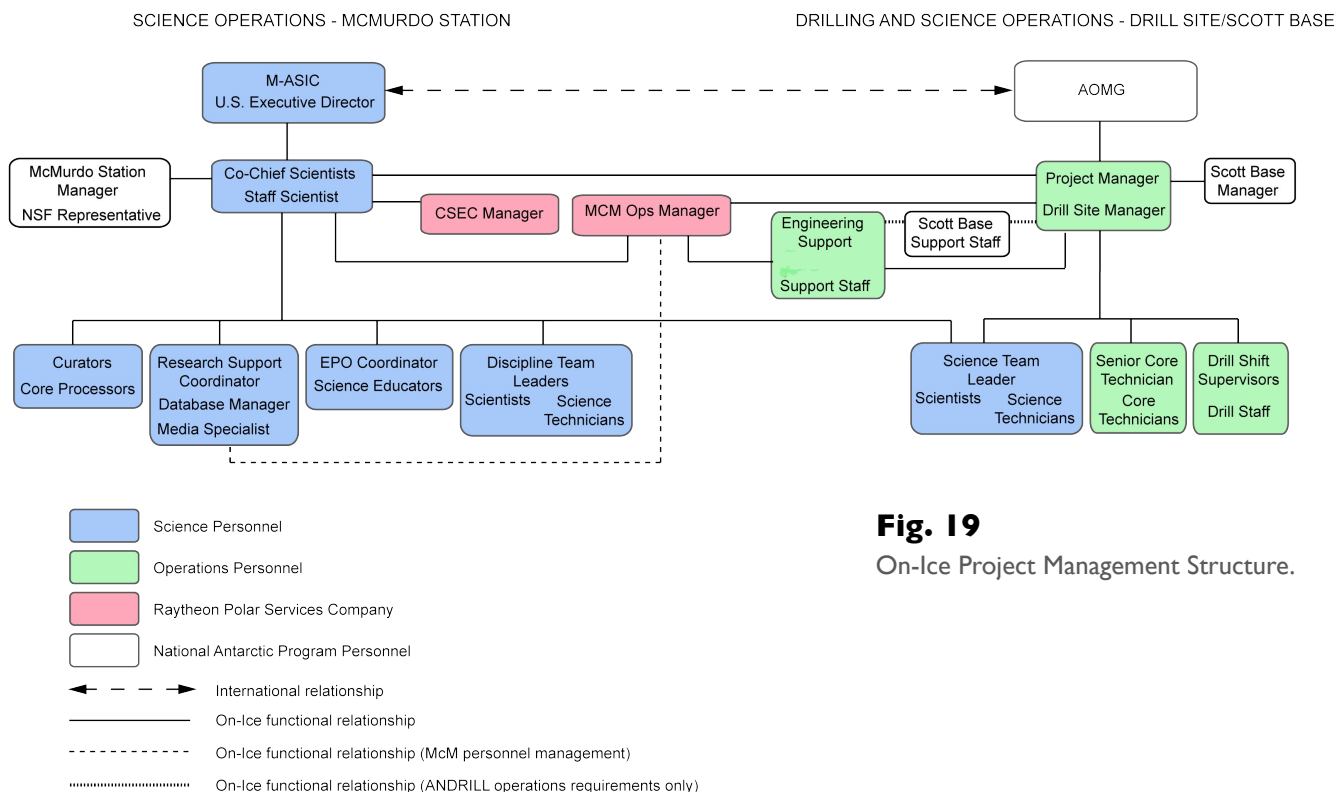 SCIENCE OPERATIONS - MCMURDO STATION
DRILLING AND SCIENCE OPERATIONS - DRILL SITE/SCOTT BASE
M-ASIC
U.S. Executive Director
AOMG
McMurdo Station
Manager
NSF Representative
Co-Chief Scientists
Staff Scientist
CSEC Manager
MCM Ops Manager
Engineering
Support
Support Staff
Scott Base
Support Staff
Project Manager
Drill Site Manager
Scott Base
Manager
Curators
Core Processors
Research Support
Coordinator
Database Manager
Media Specialist
EPO Coordinator
Science Educators
Discipline Team
Leaders
Scientists
Science
Technicians
Science Team
Leader
Scientists
Science
Technicians
Senior Core
Technician
Core
Technicians
Drill Shift
Supervisors
Drill Staff
Science Personnel
Operations Personnel
Raytheon Polar Services Company
National Antarctic Program Personnel
International relationship
On-Ice functional relationship
On-Ice functional relationship (McM personnel management)
On-Ice functional relationship (ANDRILL operations requirements only)
Fig. 19
On-Ice Project Management Structure.